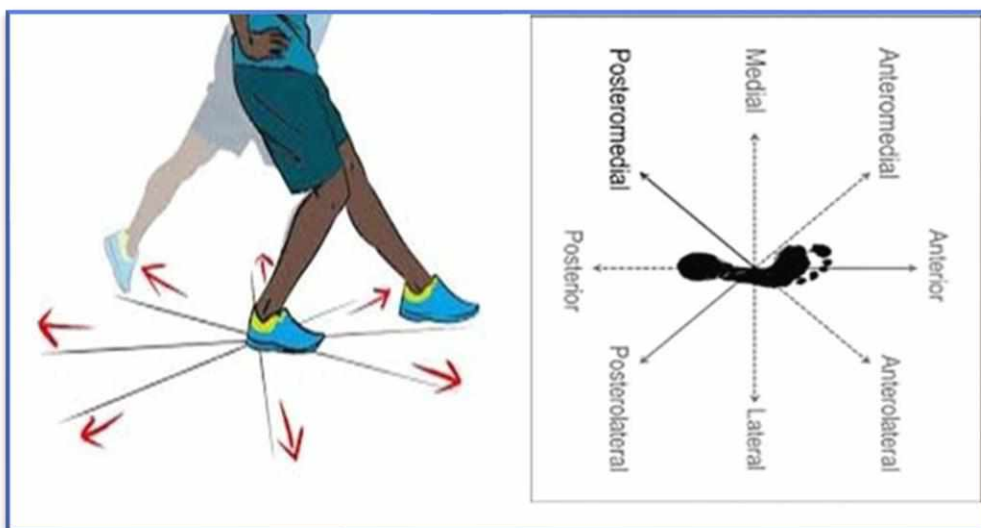 Anteromedial
Medial
Posteromedial
Anterior
Posterior
Anterolateral
Lateral
Posterolateral